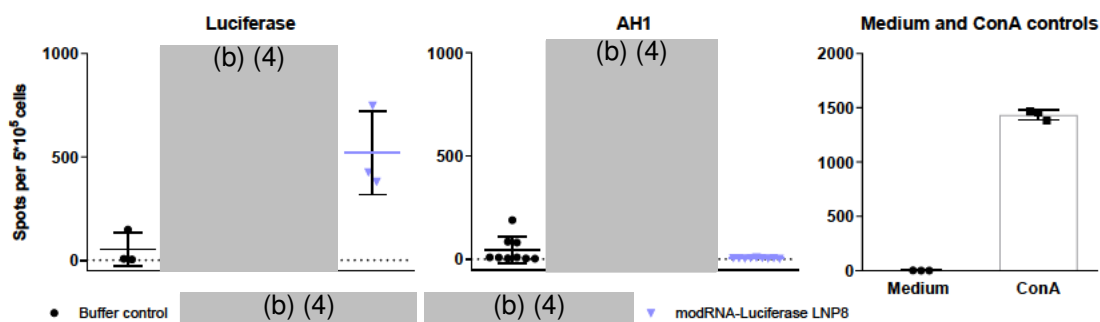 Luciferase
AH1
Medium and ConA controls
Spots per 5*10⁵ cells
1000
500
0
(b) (4)
1000
500
0
(b) (4)
2000
1500
1000
500
0
Medium
ConA
Buffer control
(b) (4)
(b) (4)
modRNA-Luciferase LNP8